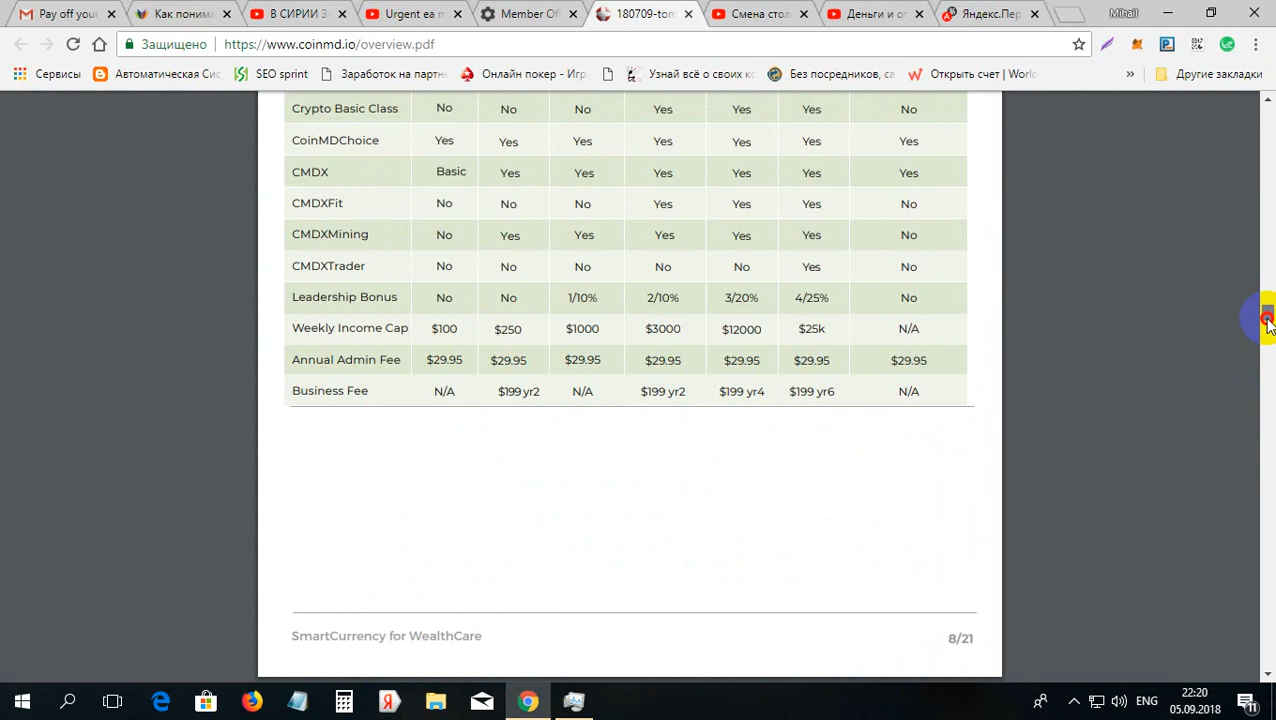 Pay off your
Как понима
В СИРИИ З
Urgent ea m
Member Of
180709-tom
Смена стол
Деньги и о
Яндекс.Пер
Mihail
Защищено
https://www.coinmd.io/overview.pdf
Сервисы
Автоматическая Сис
SEO sprint
Заработок на партн
Онлайн покер - Игр
Узнай всё о своих ко
Без посредников, са
Открыть счет | Worl
»
Другие закладки
Crypto Basic Class No No No Yes Yes Yes No
CoinMDChoice Yes Yes Yes Yes Yes Yes Yes
CMDX Basic Yes Yes Yes Yes Yes Yes
CMDXFit No No No Yes Yes Yes No
CMDXMining No Yes Yes Yes Yes Yes No
CMDXTrader No No No No No Yes No
Leadership Bonus No No 1/10% 2/10% 3/20% 4/25% No
Weekly Income Cap $100 $250 $1000 $3000 $12000 $25k N/A
Annual Admin Fee $29.95 $29.95 $29.95 $29.95 $29.95 $29.95 $29.95
Business Fee N/A $199 yr2 N/A $199 yr2 $199 yr4 $199 yr6 N/A
SmartCurrency for WealthCare
8/21
ENG
22:20
05.09.2018
11